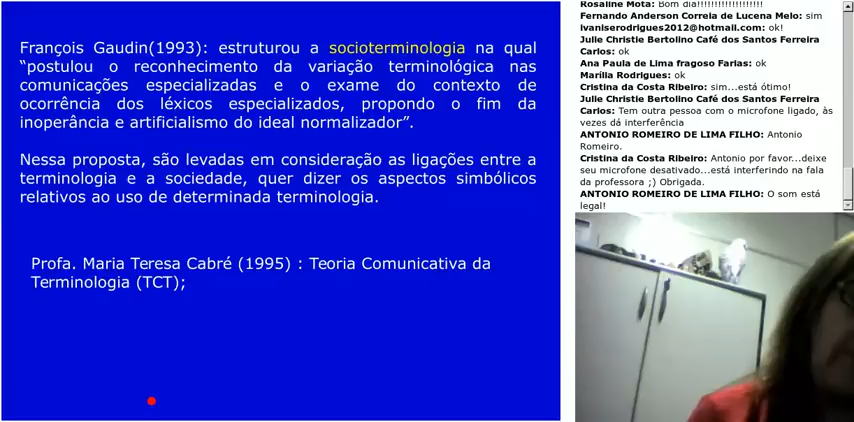 François Gaudin(1993): estruturou a socioterminologia na qual
“postulou o reconhecimento da variação terminológica nas
comunicações especializadas e o exame do contexto de
ocorrência dos léxicos especializados, propondo o fim da
inoperância e artificialismo do ideal normalizador”.
Nessa proposta, são levadas em consideração as ligações entre a
terminologia e a sociedade, quer dizer os aspectos simbólicos
relativos ao uso de determinada terminologia.
Profa. Maria Teresa Cabré (1995) : Teoria Comunicativa da
Terminologia (TCT);
Rosaline Mota: Bom dia!!!!!!!!!!!!!!!!!!!
Fernando Anderson Correia de Lucena Melo: sim
ivaniserodrigues2012@hotmail.com: ok!
Julie Christie Bertolino Café dos Santos Ferreira
Carlos: ok
Ana Paula de Lima fragoso Farias: ok
Marília Rodrigues: ok
Cristina da Costa Ribeiro: sim...está ótimo!
Julie Christie Bertolino Café dos Santos Ferreira
Carlos: Tem outra pessoa com o microfone ligado, às
vezes dá interferência
ANTONIO ROMEIRO DE LIMA FILHO: Antonio
Romeiro.
Cristina da Costa Ribeiro: Antonio por favor...deixe
seu microfone desativado...está interferindo na fala
da professora ;) Obrigada.
ANTONIO ROMEIRO DE LIMA FILHO: O som está
legal!